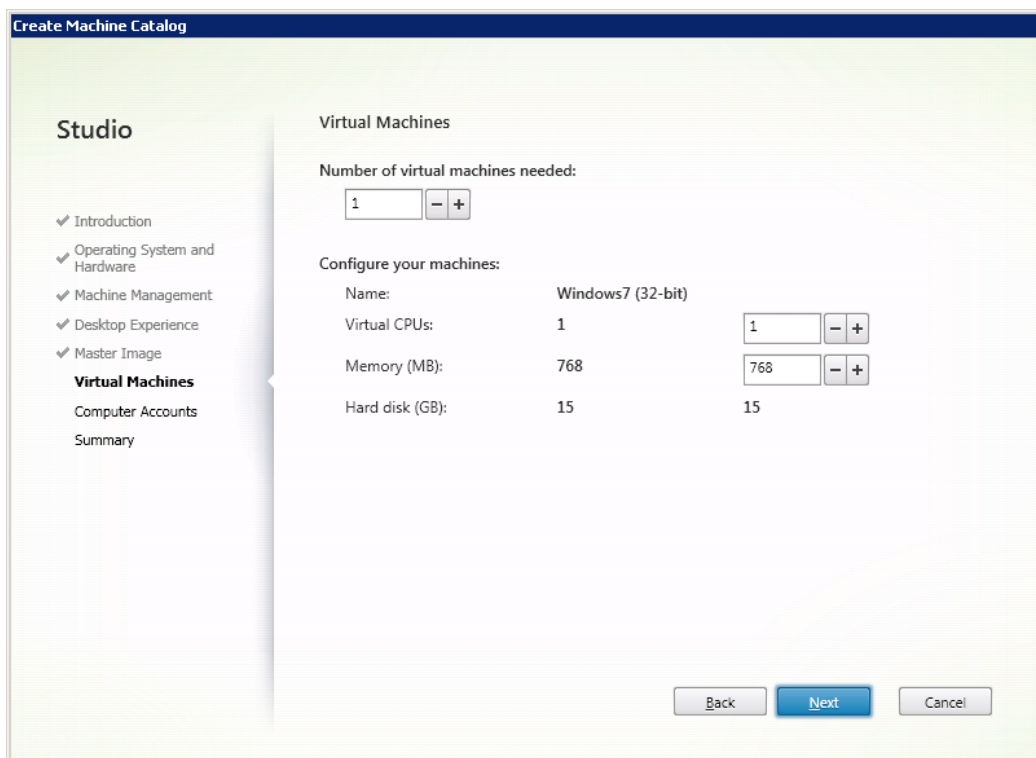 Create Machine Catalog
Studio
Introduction
Operating System and
Hardware
Machine Management
Desktop Experience
Master Image
Virtual Machines
Computer Accounts
Summary
Virtual Machines
Number of virtual machines needed:
1 − +
Configure your machines:
Name: Windows7 (32-bit)
Virtual CPUs: 1 1 − +
Memory (MB): 768 768 − +
Hard disk (GB): 15 15
Back Next Cancel